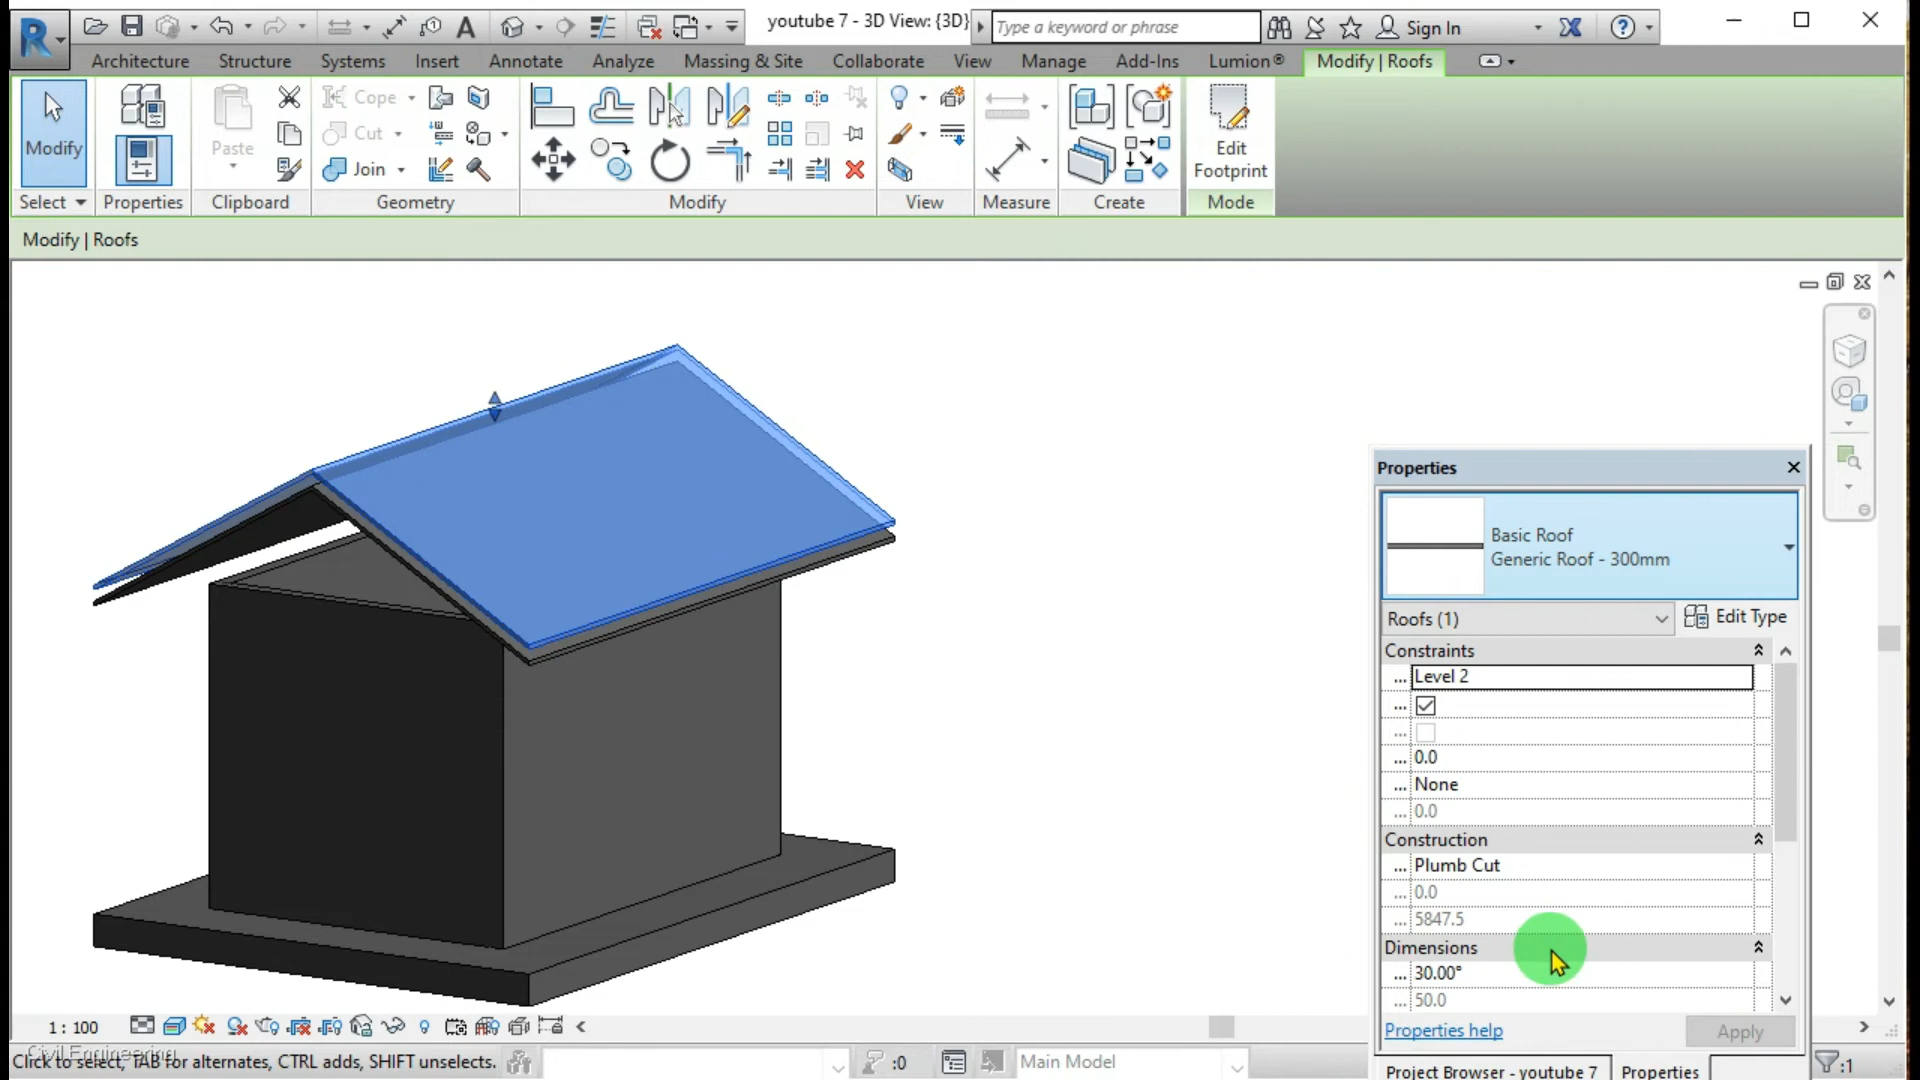 youtube 7 - 3D View: {3D}
Type a keyword or phrase
Sign In
Architecture Structure Systems Insert Annotate Analyze Massing & Site Collaborate View Manage Add-Ins Lumion® Modify | Roofs
Modify
Paste
Cope
Cut
Join
Edit
Footprint
Select Properties Clipboard Geometry Modify View Measure Create Mode
Modify | Roofs
Properties
Basic Roof
Generic Roof - 300mm
Roofs (1)
Edit Type
Constraints
... Level 2
...
...
... 0.0
... None
... 0.0
Construction
... Plumb Cut
... 0.0
... 5847.5
Dimensions
... 30.00°
... 50.0
Properties help
Apply
1 : 100
Civil Engineering
Click to select, TAB for alternates, CTRL adds, SHIFT unselects.
:0
Main Model
Project Browser - youtube 7
Properties
:1